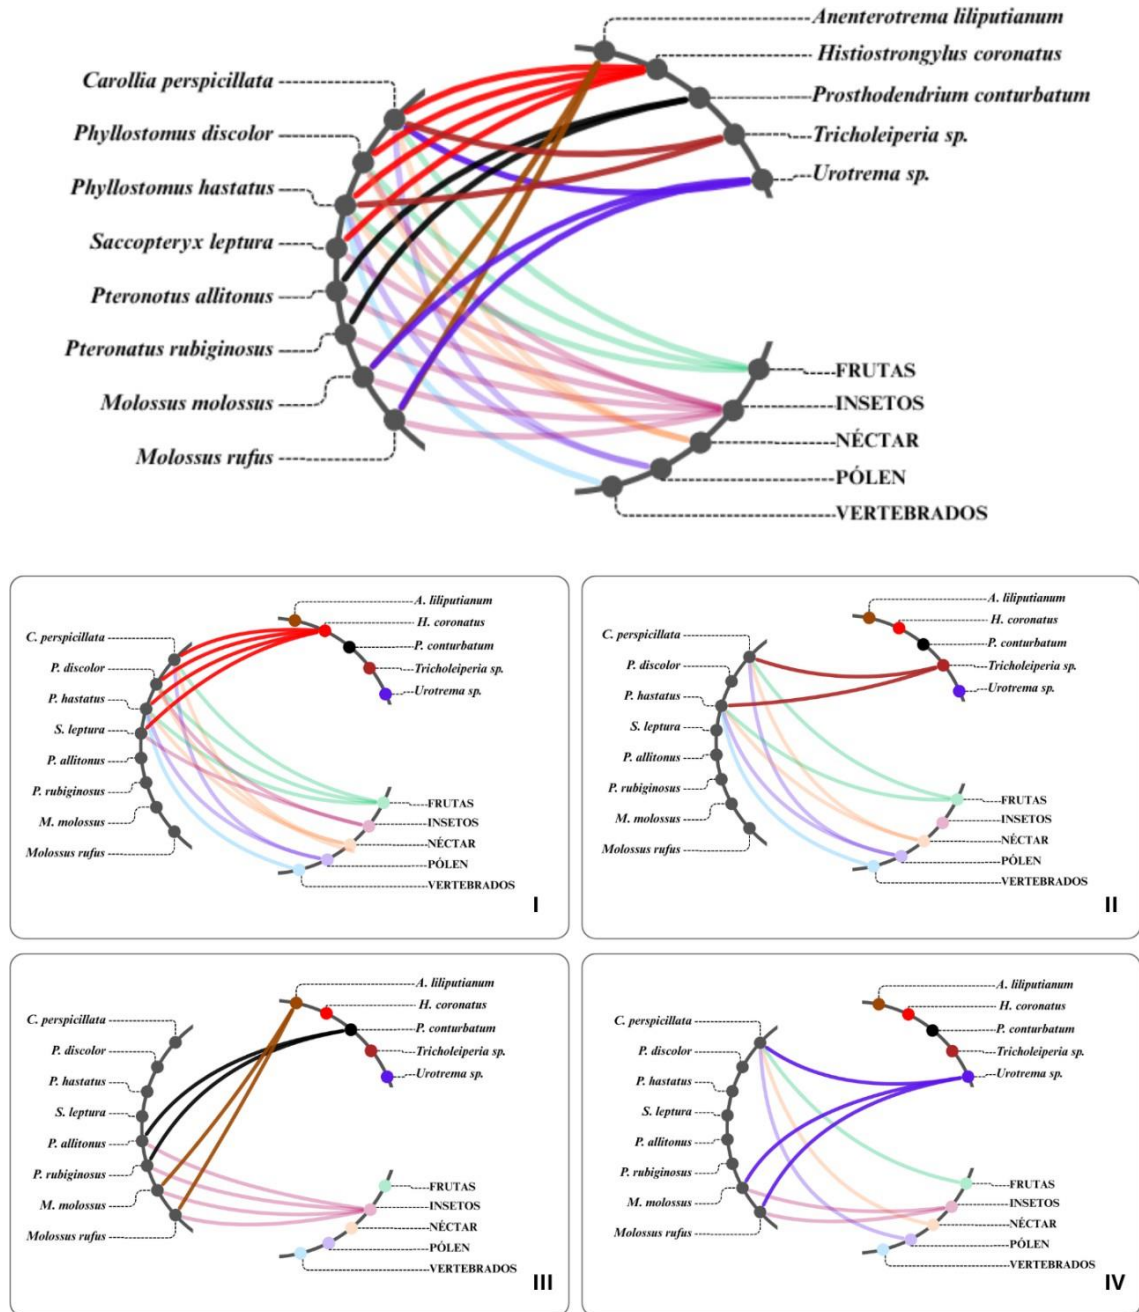 Anenterotrema liliputianum
Histiostrongylus coronatus
Prosthodendrium conturbatum
Tricholeiperia sp.
Urotrema sp.
Carollia perspicillata
Phyllostomus discolor
Phyllostomus hastatus
Saccopteryx leptura
Pteronotus allitonus
Pteronatus rubiginosus
Molossus molossus
Molossus rufus
FRUTAS
INSETOS
NÉCTAR
PÓLEN
VERTEBRADOS
A. liliputianum
H. coronatus
P. conturbatum
Tricholeiperia sp.
Urotrema sp.
C. perspicillata
P. discolor
P. hastatus
S. leptura
P. allitonus
P. rubiginosus
M. molossus
Molossus rufus
FRUTAS
INSETOS
NÉCTAR
PÓLEN
VERTEBRADOS
I
A. liliputianum
H. coronatus
P. conturbatum
Tricholeiperia sp.
Urotrema sp.
C. perspicillata
P. discolor
P. hastatus
S. leptura
P. allitonus
P. rubiginosus
M. molossus
Molossus rufus
FRUTAS
INSETOS
NÉCTAR
PÓLEN
VERTEBRADOS
II
A. liliputianum
H. coronatus
P. conturbatum
Tricholeiperia sp.
Urotrema sp.
C. perspicillata
P. discolor
P. hastatus
S. leptura
P. allitonus
P. rubiginosus
M. molossus
Molossus rufus
FRUTAS
INSETOS
NÉCTAR
PÓLEN
VERTEBRADOS
III
A. liliputianum
H. coronatus
P. conturbatum
Tricholeiperia sp.
Urotrema sp.
C. perspicillata
P. discolor
P. hastatus
S. leptura
P. allitonus
P. rubiginosus
M. molossus
Molossus rufus
FRUTAS
INSETOS
NÉCTAR
PÓLEN
VERTEBRADOS
IV